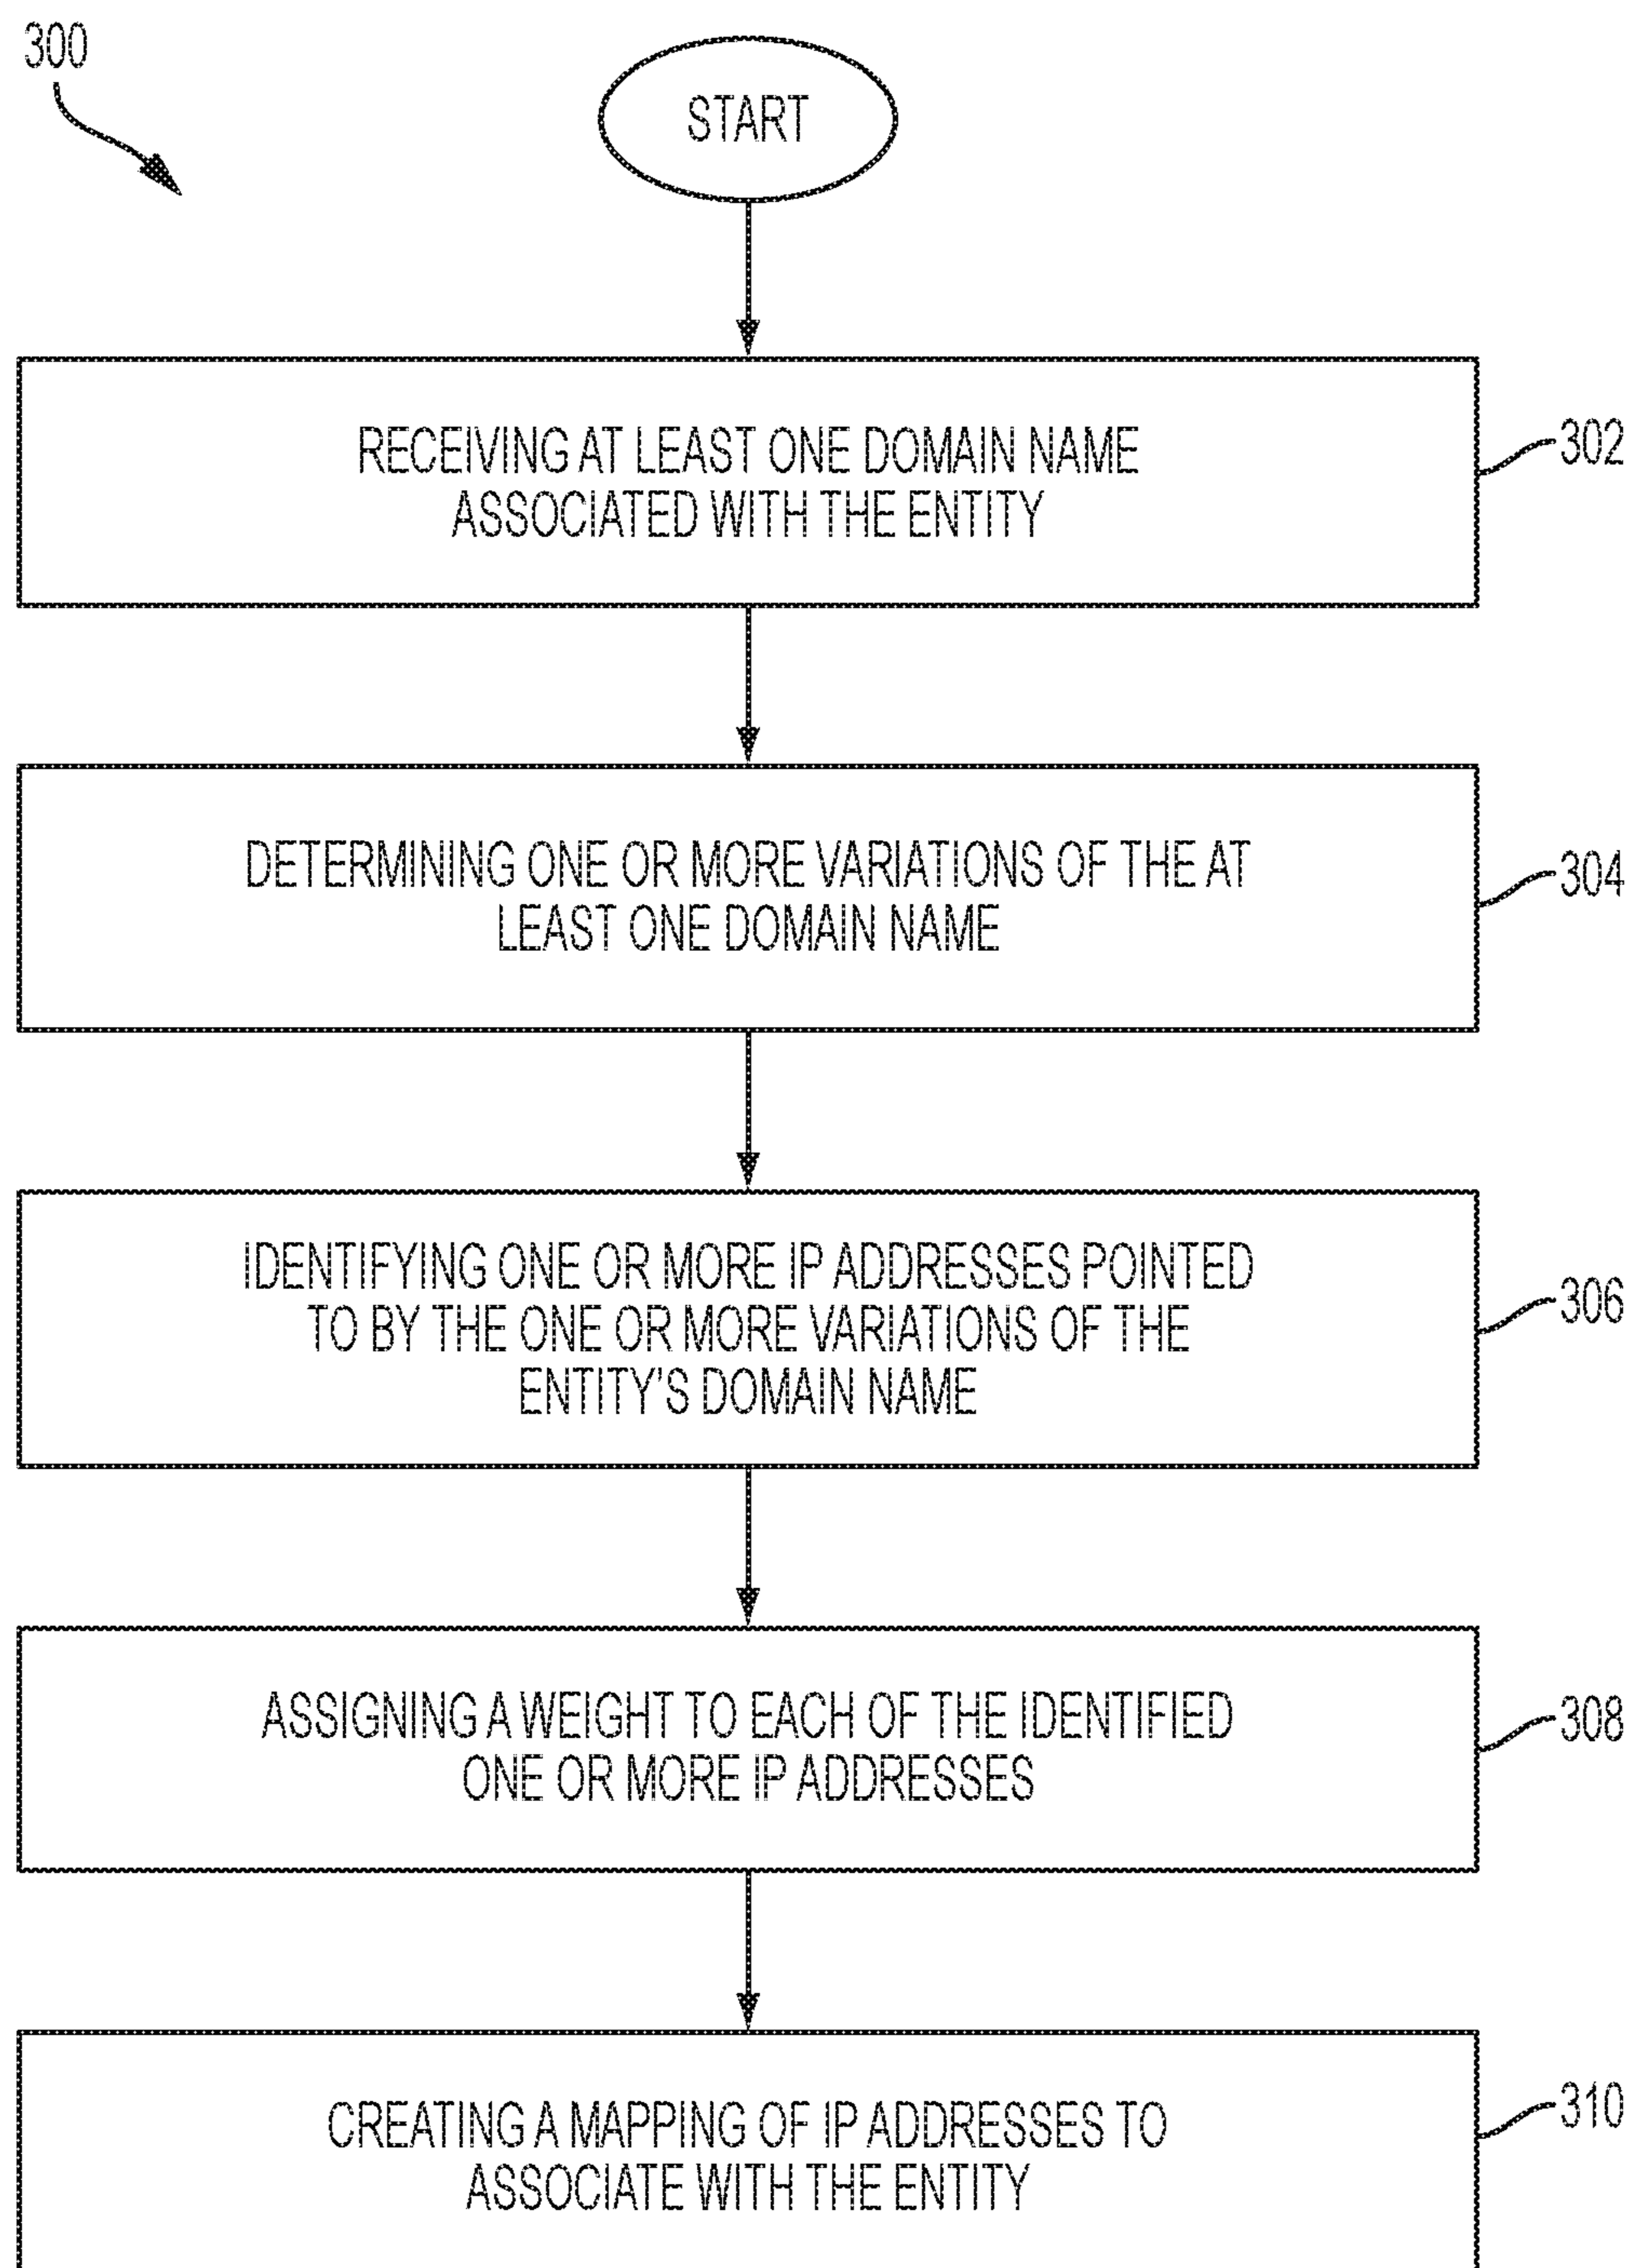 300
START
RECEIVING AT LEAST ONE DOMAIN NAME
ASSOCIATED WITH THE ENTITY
302
DETERMINING ONE OR MORE VARIATIONS OF THE AT
LEAST ONE DOMAIN NAME
304
IDENTIFYING ONE OR MORE IP ADDRESSES POINTED
TO BY THE ONE OR MORE VARIATIONS OF THE
ENTITY'S DOMAIN NAME
306
ASSIGNING A WEIGHT TO EACH OF THE IDENTIFIED
ONE OR MORE IP ADDRESSES
308
CREATING A MAPPING OF IP ADDRESSES TO
ASSOCIATE WITH THE ENTITY
310